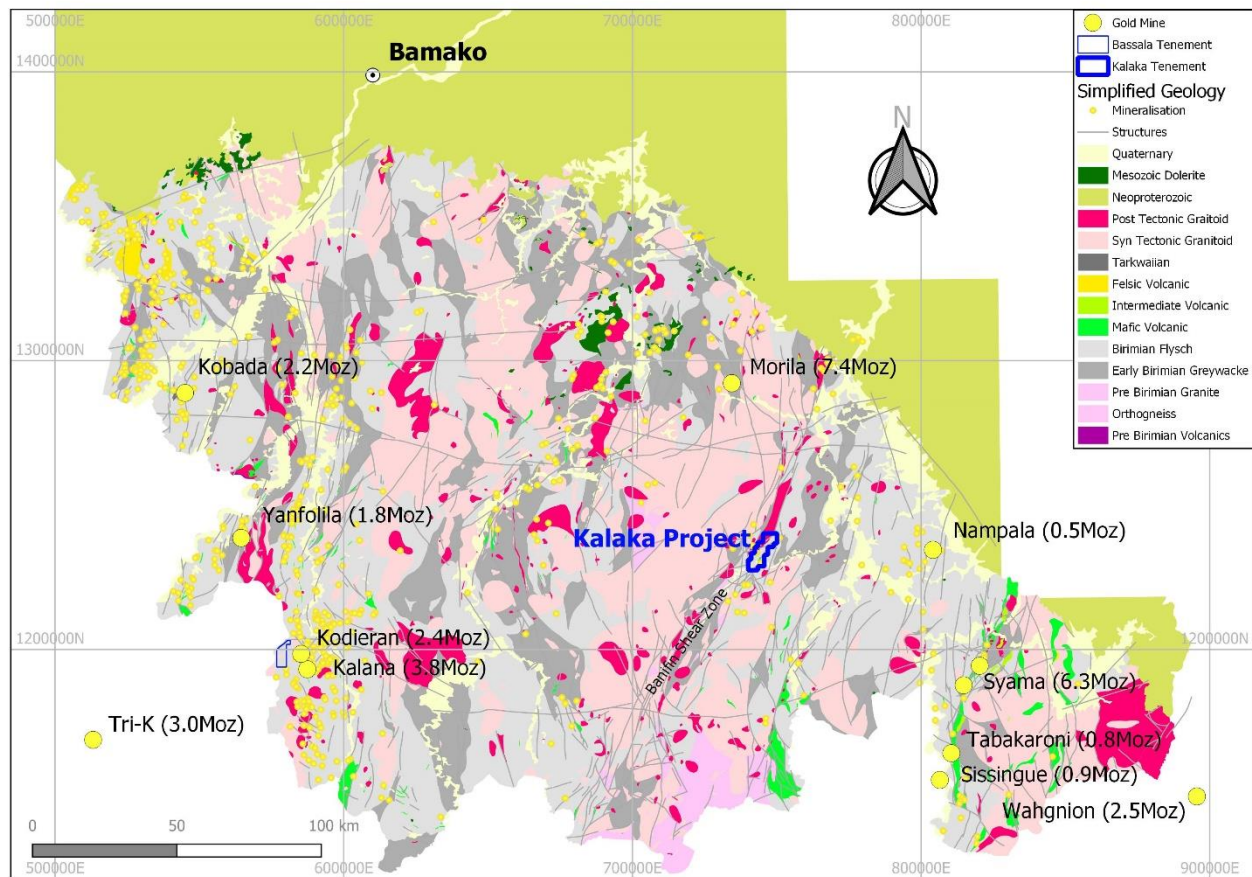 500000E
600000E
700000E
800000E
Bamako
1400000N
N
Gold Mine
Bassala Tenement
Kalaka Tenement
Simplified Geology
Mineralisation
Structures
Quaternary
Mesozoic Dolerite
Neoproterozoic
Post Tectonic Graitoid
Syn Tectonic Granitoid
Tarkwaiian
Felsic Volcanic
Intermediate Volcanic
Mafic Volcanic
Birimian Flysch
Early Birimian Greywacke
Pre Birimian Granite
Orthogneiss
Pre Birimian Volcanics
1300000N
Kobada (2.2Moz)
Morila (7.4Moz)
Yanfolila (1.8Moz)
Kalaka Project
Nampala (0.5Moz)
Banifin Shear Zone
1200000N
1200000N
Kodieran (2.4Moz)
Kalana (3.8Moz)
Syama (6.3Moz)
Tri-K (3.0Moz)
Tabakaroni (0.8Moz)
Sissingue (0.9Moz)
Wahgnion (2.5Moz)
0 50 100 km
500000E
600000E
700000E
800000E
900000E